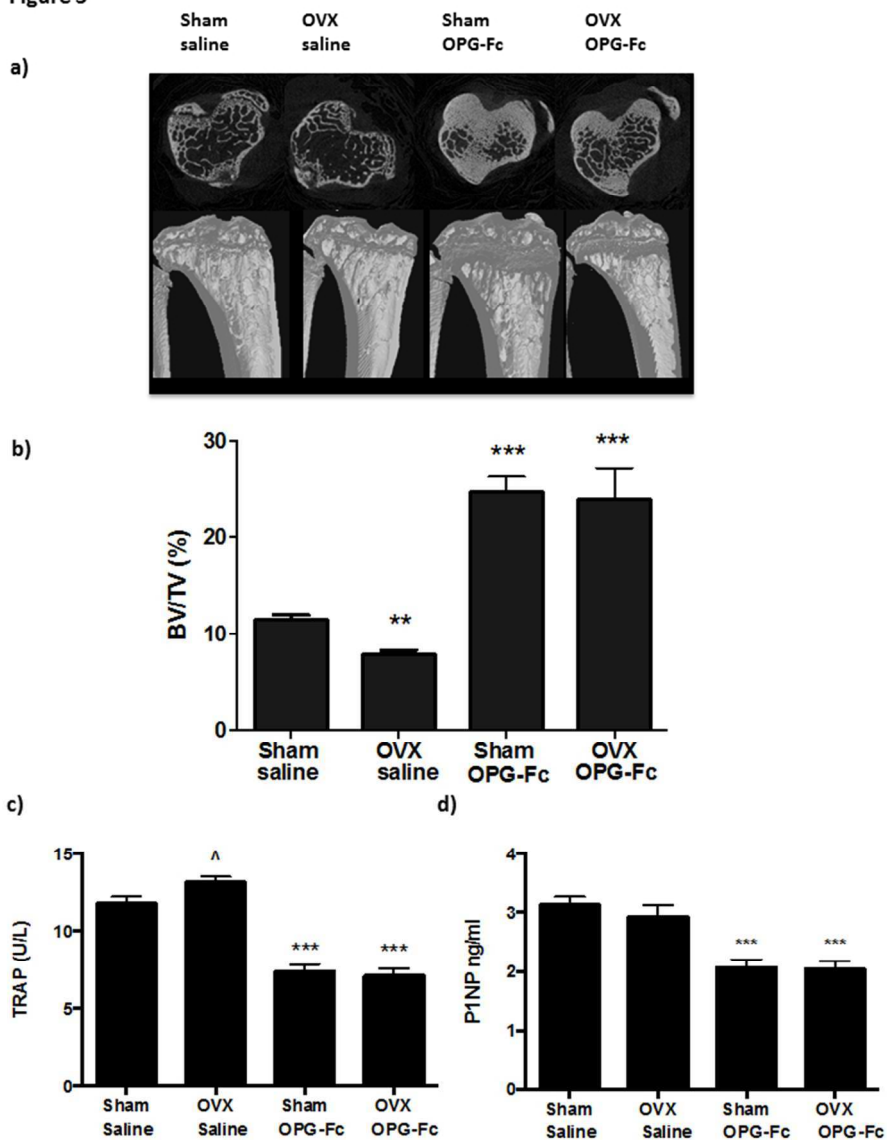 Sham OVX Sham OVX
saline saline OPG-Fc OPG-Fc
a)
b)
30
20
10
0
BV/TV (%)
**
***
***
Sham OVX Sham OVX
saline saline OPG-Fc OPG-Fc
c)
15
10
5
0
TRAP (U/L)
^
***
***
Sham OVX Sham OVX
Saline Saline OPG-Fc OPG-Fc
d)
4
3
2
1
0
P1NP ng/ml
***
***
Sham OVX Sham OVX
Saline Saline OPG-Fc OPG-Fc